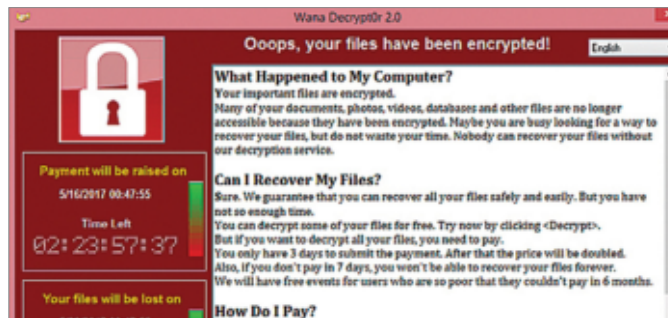 Wana Decrypt0r 2.0
Ooops, your files have been encrypted!
English
What Happened to My Computer?
Your important files are encrypted.
Many of your documents, photos, videos, databases and other files are no longer
accessible because they have been encrypted. Maybe you are busy looking for a way to
recover your files, but do not waste your time. Nobody can recover your files without
our decryption service.
Payment will be raised on
5/16/2017 00:47:55
Time Left
02:23:57:37
Can I Recover My Files?
Sure. We guarantee that you can recover all your files safely and easily. But you have
not so enough time.
You can decrypt some of your files for free. Try now by clicking <Decrypt>.
But if you want to decrypt all your files, you need to pay.
You only have 3 days to submit the payment. After that the price will be doubled.
Also, if you don't pay in 7 days, you won't be able to recover your files forever.
We will have free events for users who are so poor that they couldn't pay in 6 months.
Your files will be lost on
How Do I Pay?